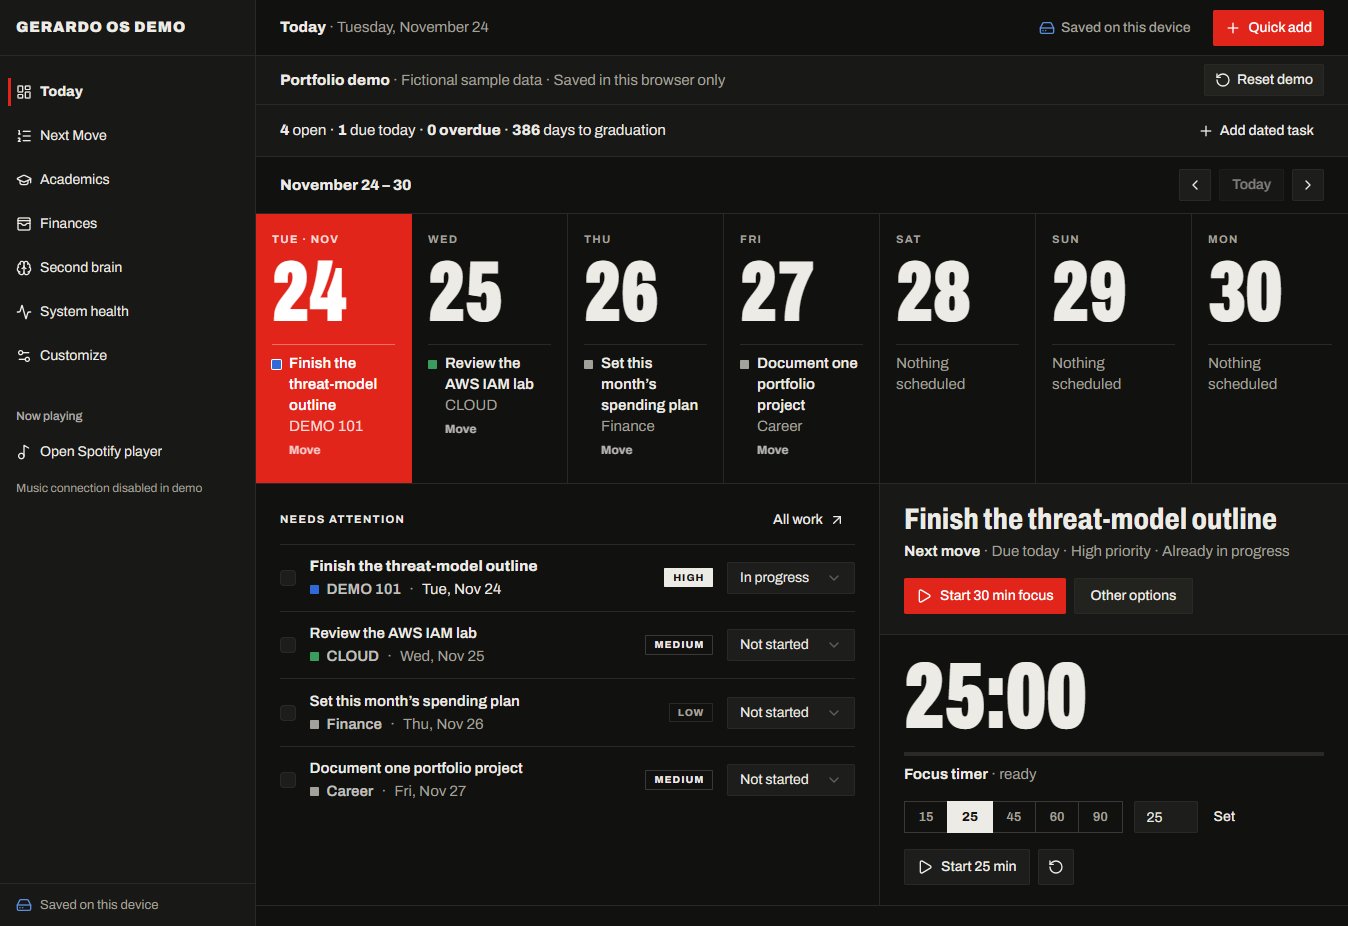 GERARDO OS DEMO
Today
Next Move
Academics
Finances
Second brain
System health
Customize
Now playing
Open Spotify player
Music connection disabled in demo
Saved on this device
Today · Tuesday, November 24
Saved on this device
Quick add
Portfolio demo · Fictional sample data · Saved in this browser only
Reset demo
4 open · 1 due today · 0 overdue · 386 days to graduation
Add dated task
November 24 – 30
Today
TUE · NOV
24
Finish the
threat-model
outline
DEMO 101
Move
WED
25
Review the
AWS IAM lab
CLOUD
Move
THU
26
Set this
month’s
spending plan
Finance
Move
FRI
27
Document one
portfolio
project
Career
Move
SAT
28
Nothing
scheduled
SUN
29
Nothing
scheduled
MON
30
Nothing
scheduled
NEEDS ATTENTION
All work
Finish the threat-model outline
DEMO 101 · Tue, Nov 24
HIGH
In progress
Review the AWS IAM lab
CLOUD · Wed, Nov 25
MEDIUM
Not started
Set this month’s spending plan
Finance · Thu, Nov 26
LOW
Not started
Document one portfolio project
Career · Fri, Nov 27
MEDIUM
Not started
Finish the threat-model outline
Next move · Due today · High priority · Already in progress
Start 30 min focus
Other options
25:00
Focus timer · ready
15 25 45 60 90 25 Set
Start 25 min